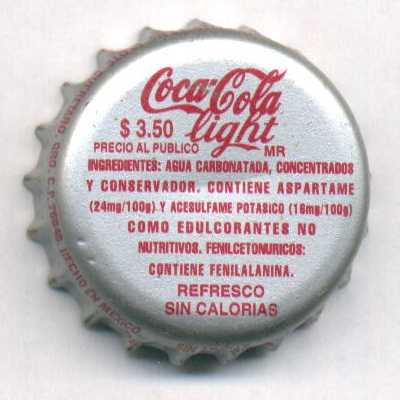 Coca-Cola
light
$ 3.50
PRECIO AL PUBLICO MR
INGREDIENTES: AGUA CARBONATADA, CONCENTRADOS
Y CONSERVADOR. CONTIENE ASPARTAME
(24mg/100g) Y ACESULFAME POTASICO (16mg/100g)
COMO EDULCORANTES NO
NUTRITIVOS. FENILCETONURICOS:
CONTIENE FENILALANINA.
REFRESCO
SIN CALORIAS
HECHO EN MEXICO